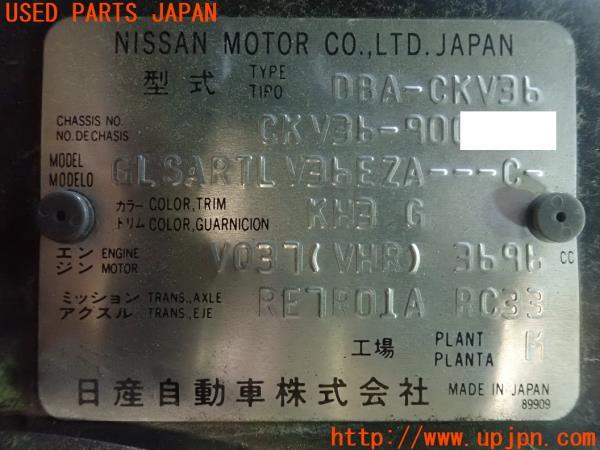 USED PARTS JAPAN
NISSAN MOTOR CO.,LTD.JAPAN
型式 TYPE TIPO DBA-CKV36
CHASSIS NO. NO.DE CHASIS CKV36-900
MODEL MODELO GLSARTLV36EZA---C-
カラー COLOR,TRIM トリム COLOR,GUARNICION KH3 G
エンジン ENGINE MOTOR VQ37(VHR) 3696 CC
ミッション TRANS.,AXLE アクスル TRANS.,EJE RE7R01A RC33
工場 PLANT PLANTA M
日産自動車株式会社 MADE IN JAPAN
89909
http://www.upjpn.com